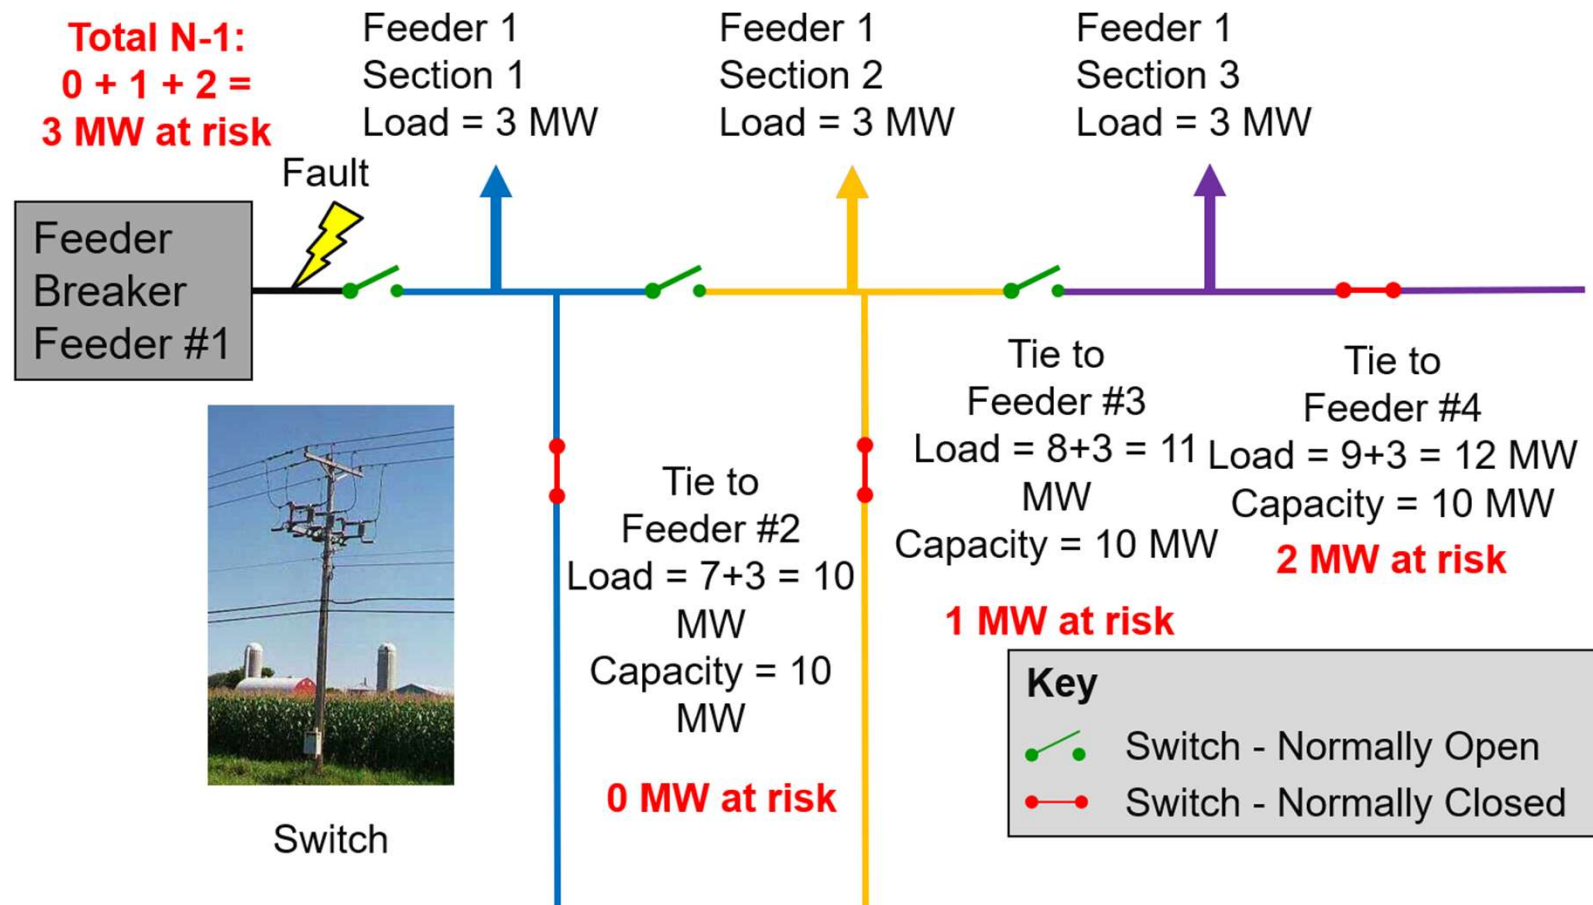 Total N-1:
0 + 1 + 2 =
3 MW at risk
Feeder 1
Section 1
Load = 3 MW
Feeder 1
Section 2
Load = 3 MW
Feeder 1
Section 3
Load = 3 MW
Fault
Feeder
Breaker
Feeder #1
Tie to
Feeder #2
Load = 7+3 = 10
MW
Capacity = 10
MW
0 MW at risk
Tie to
Feeder #3
Load = 8+3 = 11
MW
Capacity = 10 MW
1 MW at risk
Tie to
Feeder #4
Load = 9+3 = 12 MW
Capacity = 10 MW
2 MW at risk
Switch
Key
Switch - Normally Open
Switch - Normally Closed